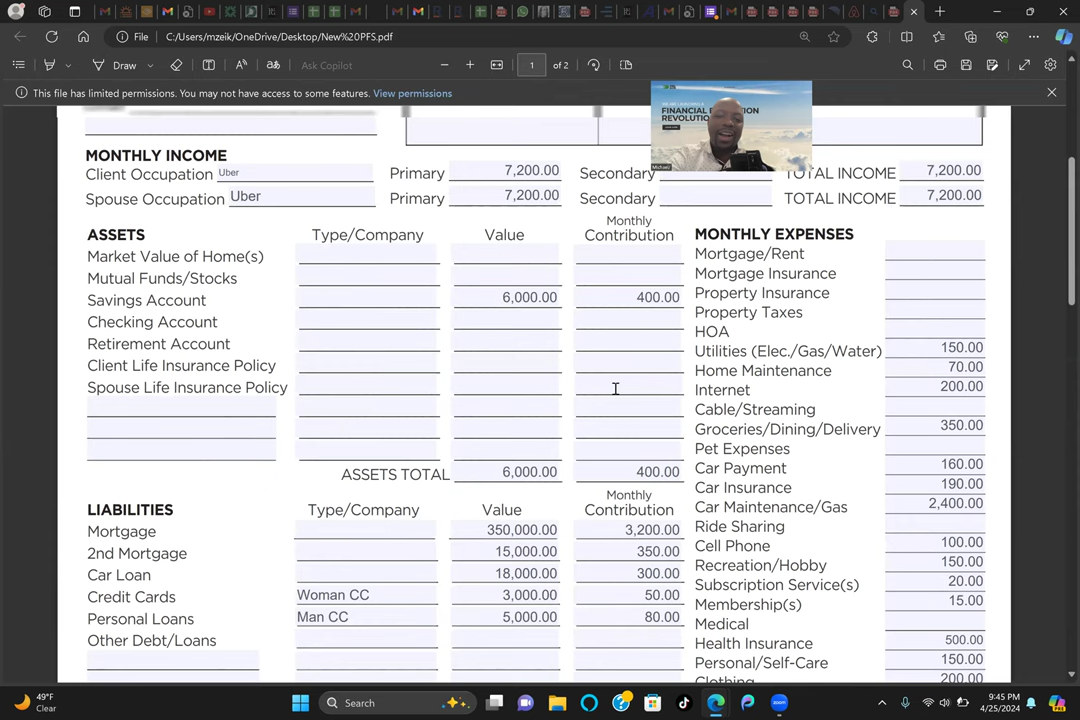 File C:/Users/mzeik/OneDrive/Desktop/New%20PFS.pdf
Draw Ask Copilot 1 of 2
This file has limited permissions. You may not have access to some features. View permissions
FINANCIAL
REVOLU
Michael
MONTHLY INCOME
Client Occupation Uber Primary 7,200.00 Secondary TOTAL INCOME 7,200.00
Spouse Occupation Uber Primary 7,200.00 Secondary TOTAL INCOME 7,200.00
ASSETS Type/Company Value Monthly Contribution
Market Value of Home(s)
Mutual Funds/Stocks
Savings Account 6,000.00 400.00
Checking Account
Retirement Account
Client Life Insurance Policy
Spouse Life Insurance Policy
ASSETS TOTAL 6,000.00 400.00
LIABILITIES Type/Company Value Monthly Contribution
Mortgage 350,000.00 3,200.00
2nd Mortgage 15,000.00 350.00
Car Loan 18,000.00 300.00
Credit Cards Woman CC 3,000.00 50.00
Personal Loans Man CC 5,000.00 80.00
Other Debt/Loans
MONTHLY EXPENSES
Mortgage/Rent
Mortgage Insurance
Property Insurance
Property Taxes
HOA
Utilities (Elec./Gas/Water) 150.00
Home Maintenance 70.00
Internet 200.00
Cable/Streaming
Groceries/Dining/Delivery 350.00
Pet Expenses
Car Payment 160.00
Car Insurance 190.00
Car Maintenance/Gas 2,400.00
Ride Sharing
Cell Phone 100.00
Recreation/Hobby 150.00
Subscription Service(s) 20.00
Membership(s) 15.00
Medical
Health Insurance 500.00
Personal/Self-Care 150.00
Clothing 200.00
49°F
Clear
Search
9:45 PM
4/25/2024